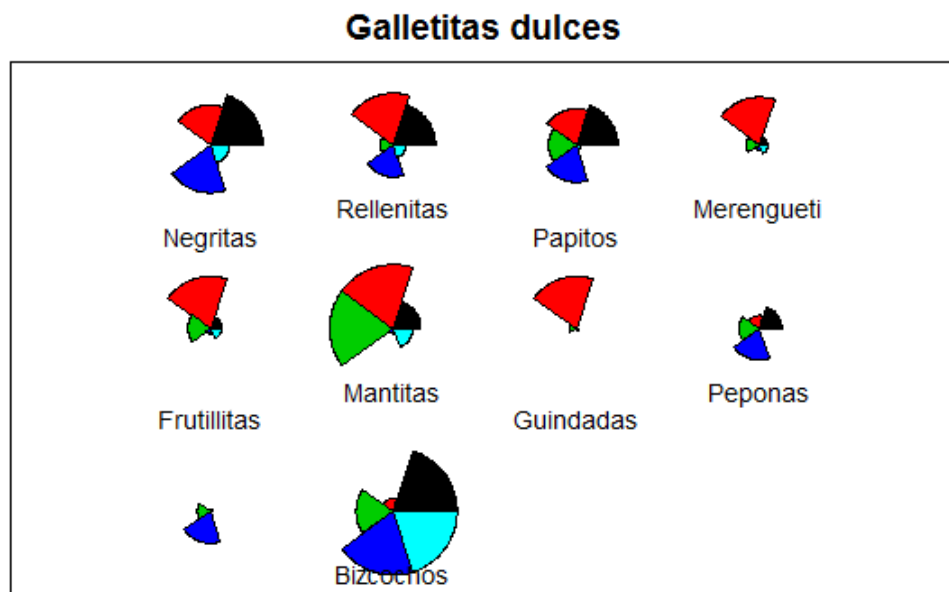 Galletitas dulces
Negritas
Rellenitas
Papitos
Merengueti
Frutillitas
Mantitas
Guindadas
Peponas
Bizcochos